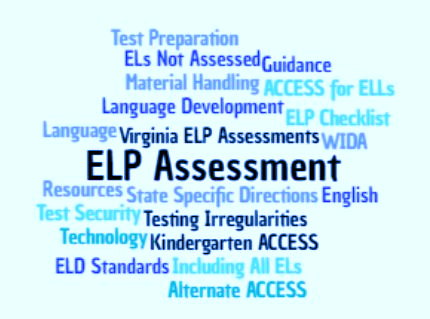 Test Preparation
ELs Not Assessed Guidance
Material Handling ACCESS for ELLs
Language Development ELP Checklist
Language Virginia ELP Assessments WIDA
ELP Assessment
Resources State Specific Directions English
Test Security Testing Irregularities
Technology Kindergarten ACCESS
ELD Standards Including All ELs
Alternate ACCESS